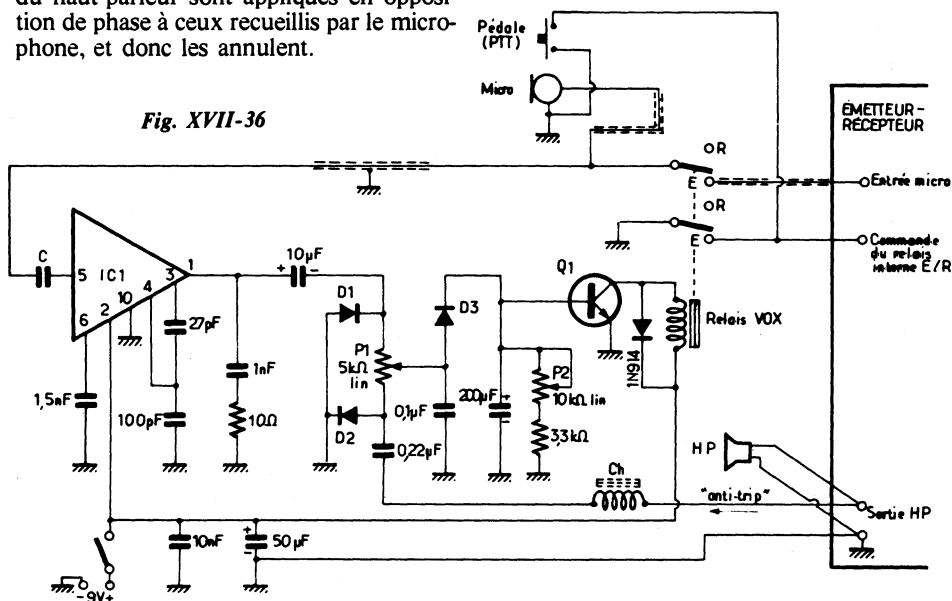 du haut-parleur sont appliqués en opposi-
tion de phase à ceux recueillis par le micro-
phone, et donc les annulent.
Fig. XVII-36
Pédale
(PTT)
Micro
EMETTEUR-
RÉCEPTEUR
R
E
Entrée micro
R
E
Commande
du relais
interne E/R
C
5
IC1
3
1
6
2
10
4
10µF
+
-
27pF
1nF
1,5nF
100pF
10Ω
D1
P1
5kΩ
lin
D2
0,22µF
D3
0,1µF
200µF
+
-
Q1
P2
10kΩ lin
3,3kΩ
1N914
Relais VOX
HP
Ch
"anti-trip"
Sortie HP
10nF
+
-
50µF
-9V+